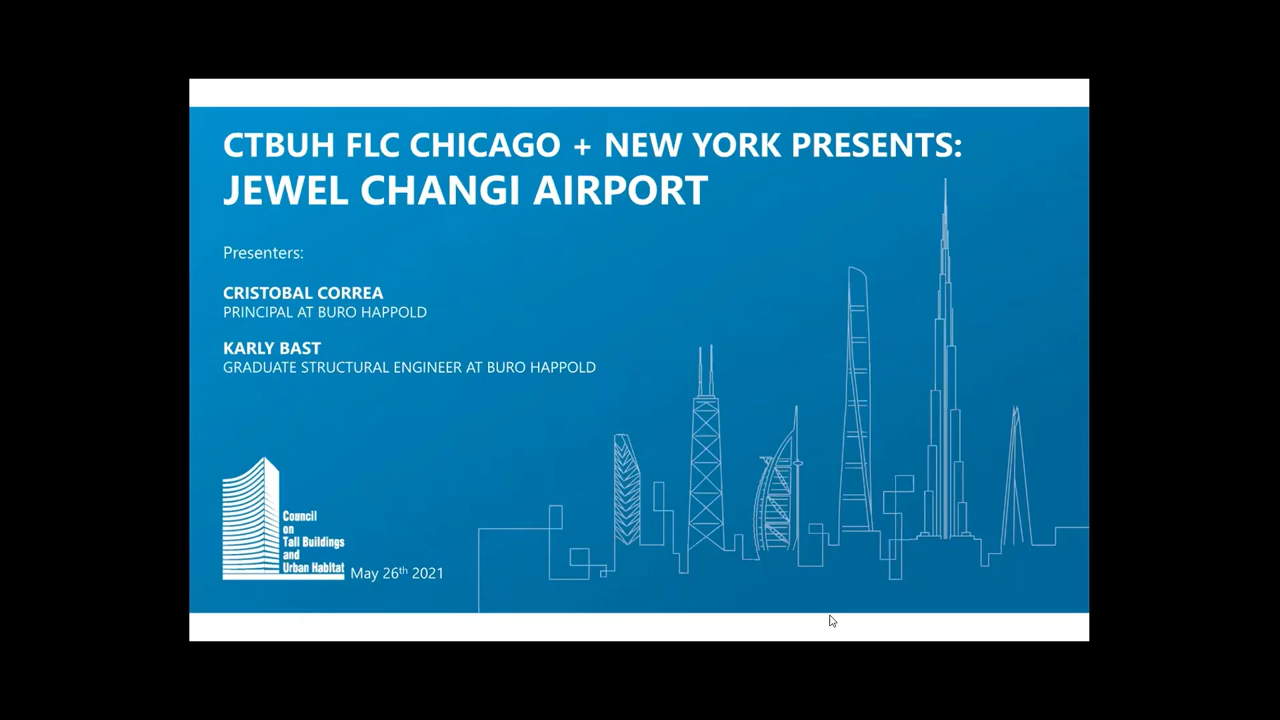 CTBUH FLC CHICAGO + NEW YORK PRESENTS:
JEWEL CHANGI AIRPORT
Presenters:
CRISTOBAL CORREA
PRINCIPAL AT BURO HAPPOLD
KARLY BAST
GRADUATE STRUCTURAL ENGINEER AT BURO HAPPOLD
Council
on
Tall Buildings
and
Urban Habitat
May 26th 2021